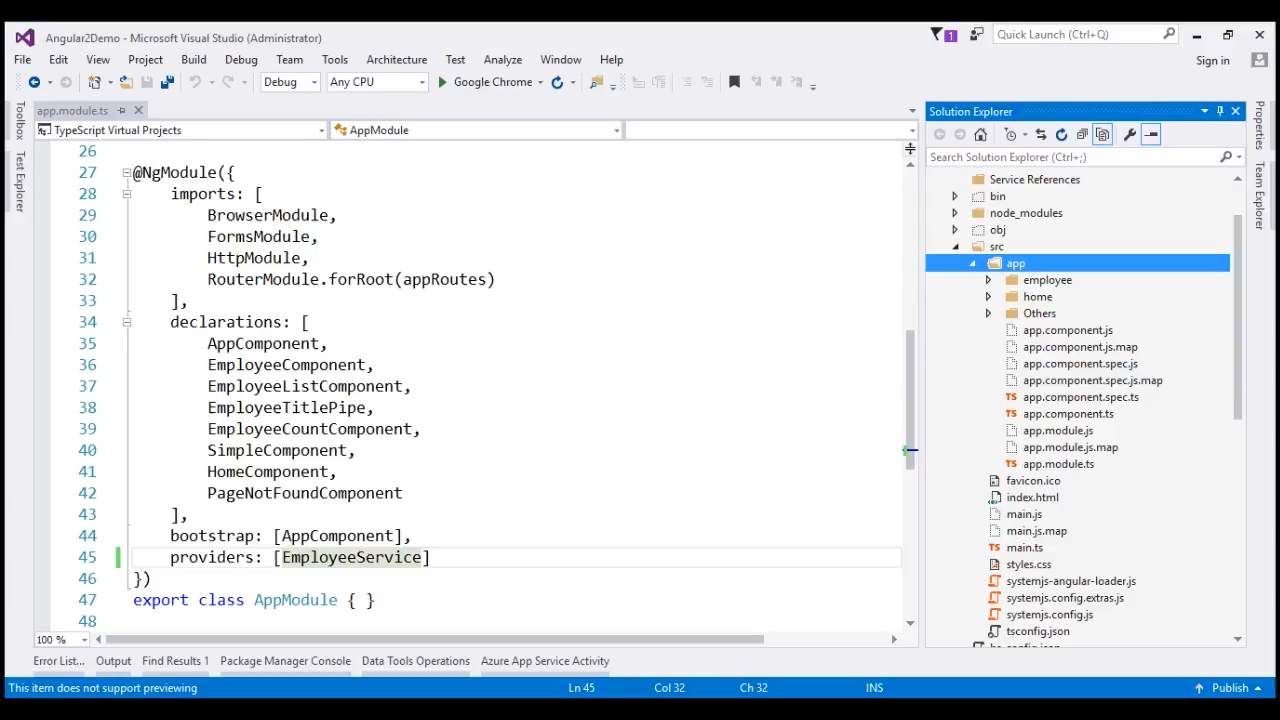 Angular2Demo - Microsoft Visual Studio (Administrator)
1
Quick Launch (Ctrl+Q)
File Edit View Project Build Debug Team Tools Architecture Test Analyze Window Help
Sign in
Debug Any CPU Google Chrome
app.module.ts
TypeScript Virtual Projects AppModule
Toolbox
Test Explorer
26
27 @NgModule({
28 imports: [
29 BrowserModule,
30 FormsModule,
31 HttpModule,
32 RouterModule.forRoot(appRoutes)
33 ],
34 declarations: [
35 AppComponent,
36 EmployeeComponent,
37 EmployeeListComponent,
38 EmployeeTitlePipe,
39 EmployeeCountComponent,
40 SimpleComponent,
41 HomeComponent,
42 PageNotFoundComponent
43 ],
44 bootstrap: [AppComponent],
45 providers: [EmployeeService]
46 })
47 export class AppModule { }
48
100 %
Solution Explorer
Search Solution Explorer (Ctrl+;)
Service References
bin
node_modules
obj
src
app
employee
home
Others
app.component.js
app.component.js.map
app.component.spec.js
app.component.spec.js.map
TS app.component.spec.ts
TS app.component.ts
app.module.js
app.module.js.map
TS app.module.ts
favicon.ico
index.html
main.js
main.js.map
TS main.ts
styles.css
systemjs-angular-loader.js
systemjs.config.extras.js
systemjs.config.js
tsconfig.json
Properties
Team Explorer
Error List... Output Find Results 1 Package Manager Console Data Tools Operations Azure App Service Activity
This item does not support previewing Ln 45 Col 32 Ch 32 INS Publish